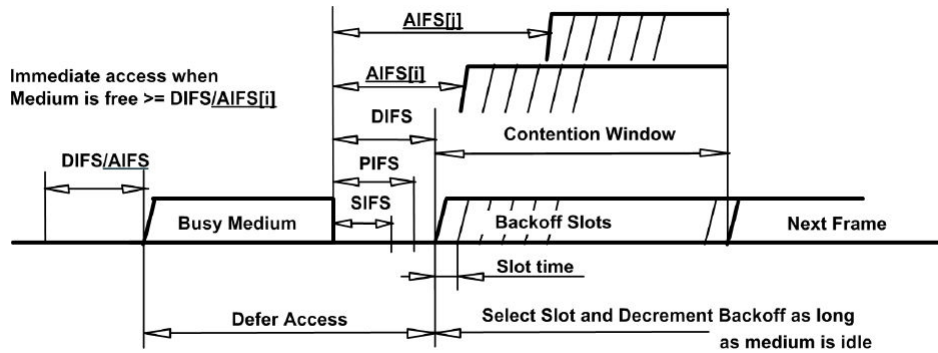 AIFS[j]
Immediate access when
AIFS[i]
Medium is free >= DIFS/AIFS[i]
DIFS
Contention Window
DIFS/AIFS
PIFS
SIFS
Busy Medium
Backoff Slots
Next Frame
Slot time
Defer Access
Select Slot and Decrement Backoff as long
as medium is idle